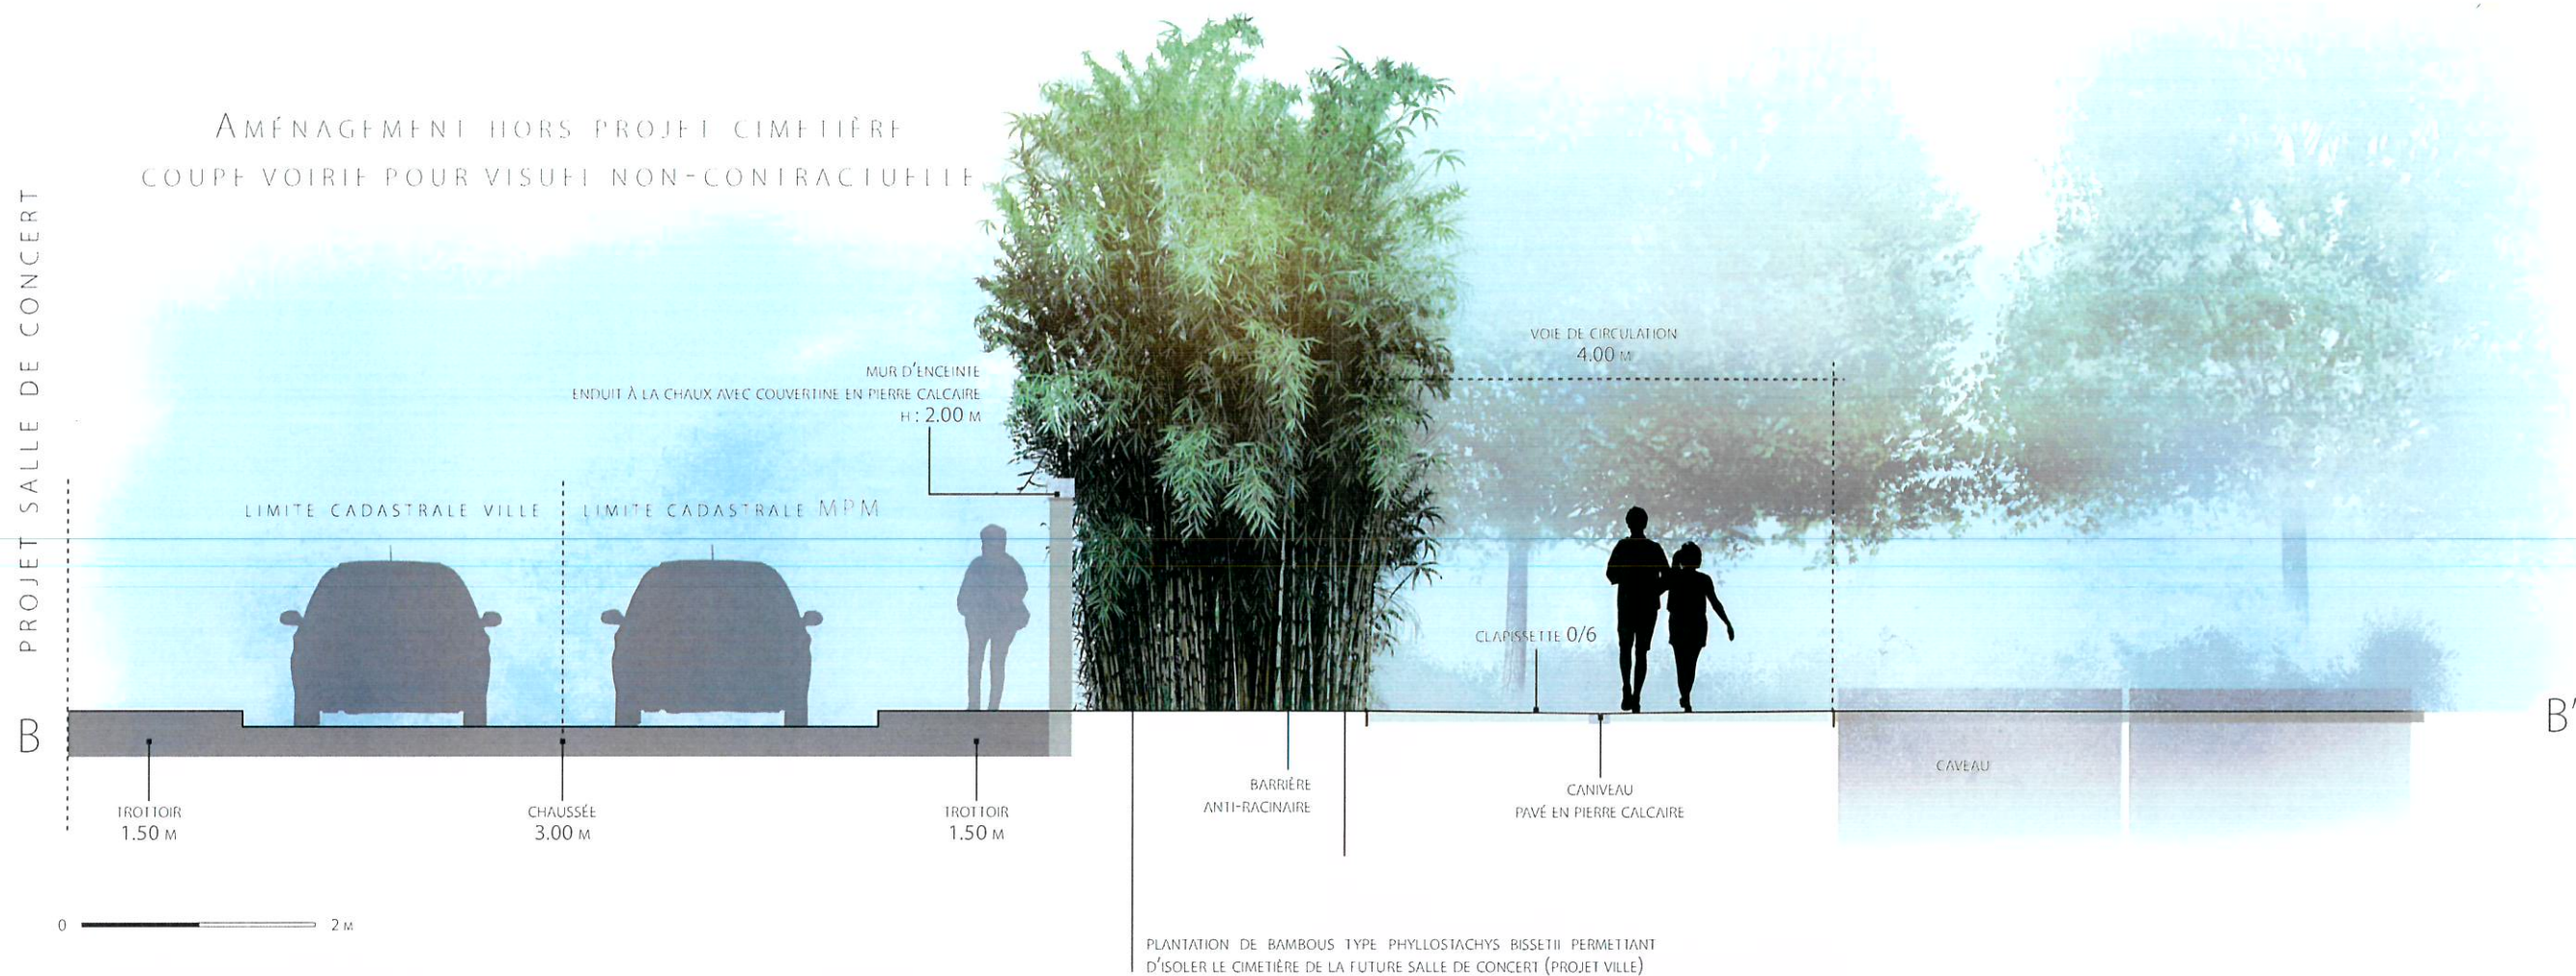 AMÉNAGEMENT HORS PROJET CIMETIÈRE
COUPE VOIRIE POUR VISUEL NON-CONTRACTUELLE
PROJET SALLE DE CONCERT
MUR D'ENCEINTE
ENDUIT À LA CHAUX AVEC COUVERTINE EN PIERRE CALCAIRE
H : 2.00 M
VOIE DE CIRCULATION
4.00 M
LIMITE CADASTRALE VILLE
LIMITE CADASTRALE MPM
CLAPISSETTE 0/6
B
B'
CAVEAU
TROTTOIR
1.50 M
CHAUSSÉE
3.00 M
TROTTOIR
1.50 M
BARRIÈRE
ANTI-RACINAIRE
CANIVEAU
PAVÉ EN PIERRE CALCAIRE
0
2 M
PLANTATION DE BAMBOUS TYPE PHYLLOSTACHYS BISSETII PERMETTANT
D'ISOLER LE CIMETIÈRE DE LA FUTURE SALLE DE CONCERT (PROJET VILLE)